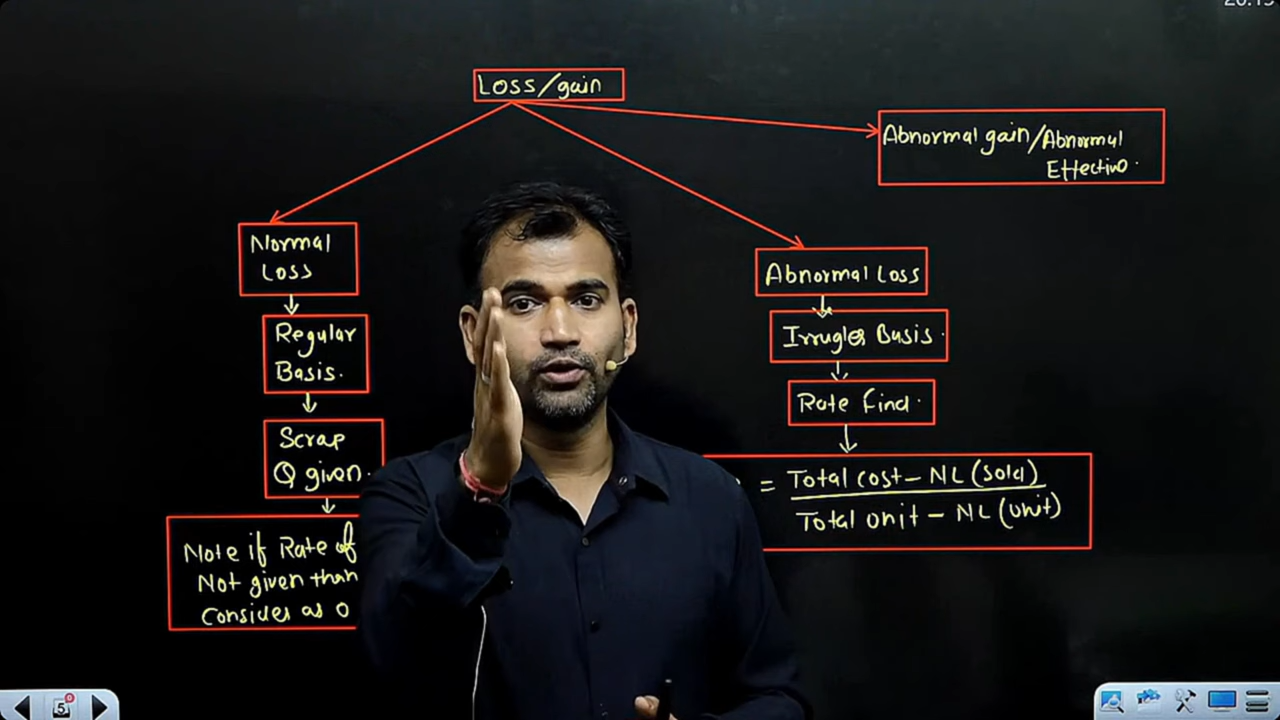 Loss/gain
Abnormal gain/Abnormal
Effective.
Normal
Loss
Regular
Basis.
Scrap
Q given.
Note if Rate of
Not given than
Consider as 0
Abnormal Loss
Irrugler Basis.
Rate find.
= Total cost - NL (sold)
Total unit - NL (unit)
5